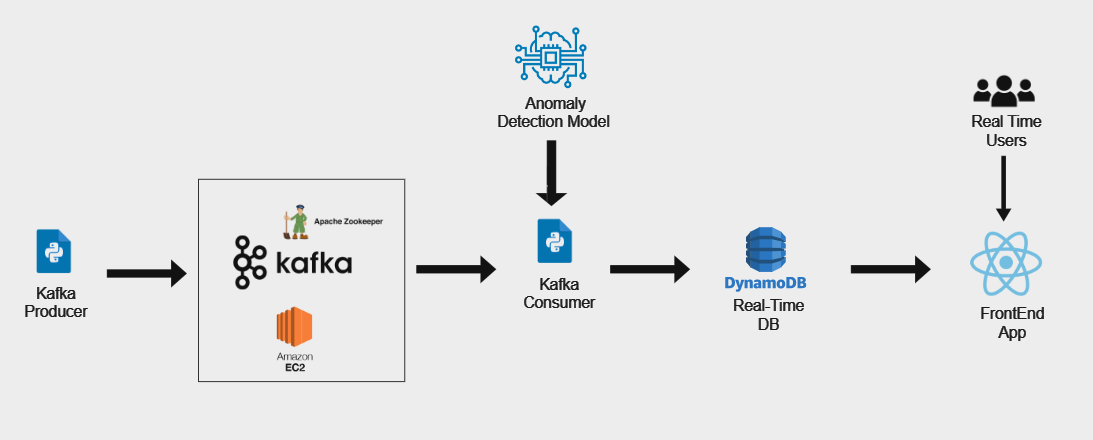 Anomaly
Detection Model
Real Time
Users
Apache Zookeeper
kafka
Amazon
EC2
Kafka
Producer
Kafka
Consumer
DynamoDB
Real-Time
DB
FrontEnd
App